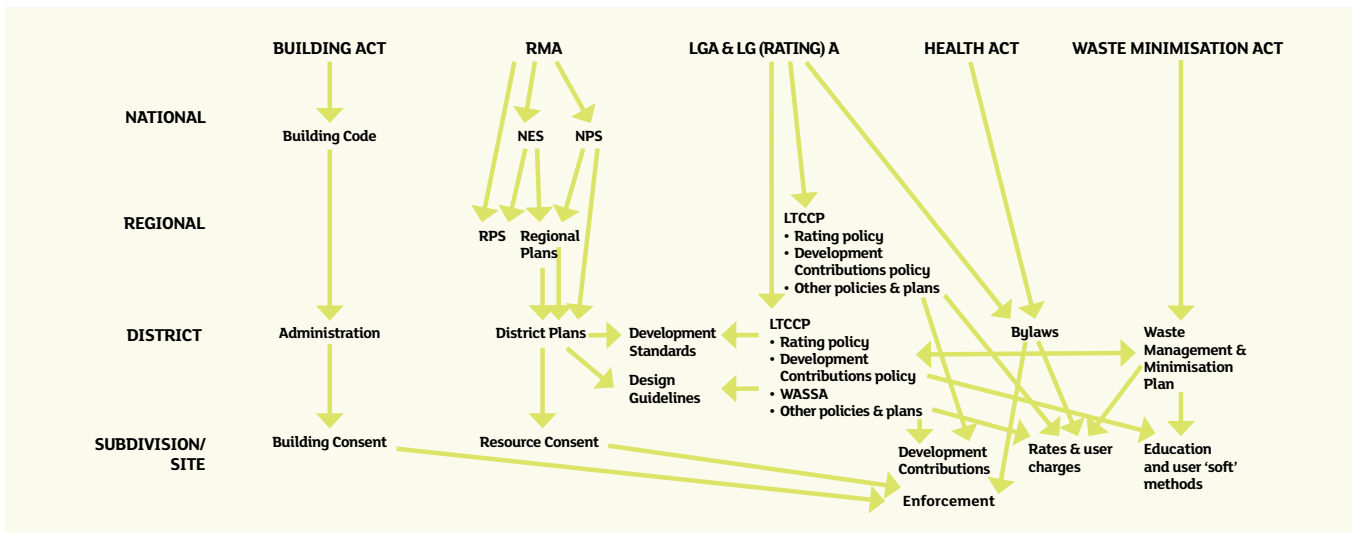 BUILDING ACT
RMA
LGA & LG (RATING) A
HEALTH ACT
WASTE MINIMISATION ACT
NATIONAL
Building Code
NES
NPS
REGIONAL
RPS
Regional
Plans
LTCCP
• Rating policy
• Development
Contributions policy
• Other policies & plans
DISTRICT
Administration
District Plans
Development
Standards
Design
Guidelines
LTCCP
• Rating policy
• Development
Contributions policy
• WASSA
• Other policies & plans
Bylaws
Waste
Management &
Minimisation
Plan
SUBDIVISION/
SITE
Building Consent
Resource Consent
Development
Contributions
Enforcement
Rates & user
charges
Education
and user ‘soft’
methods